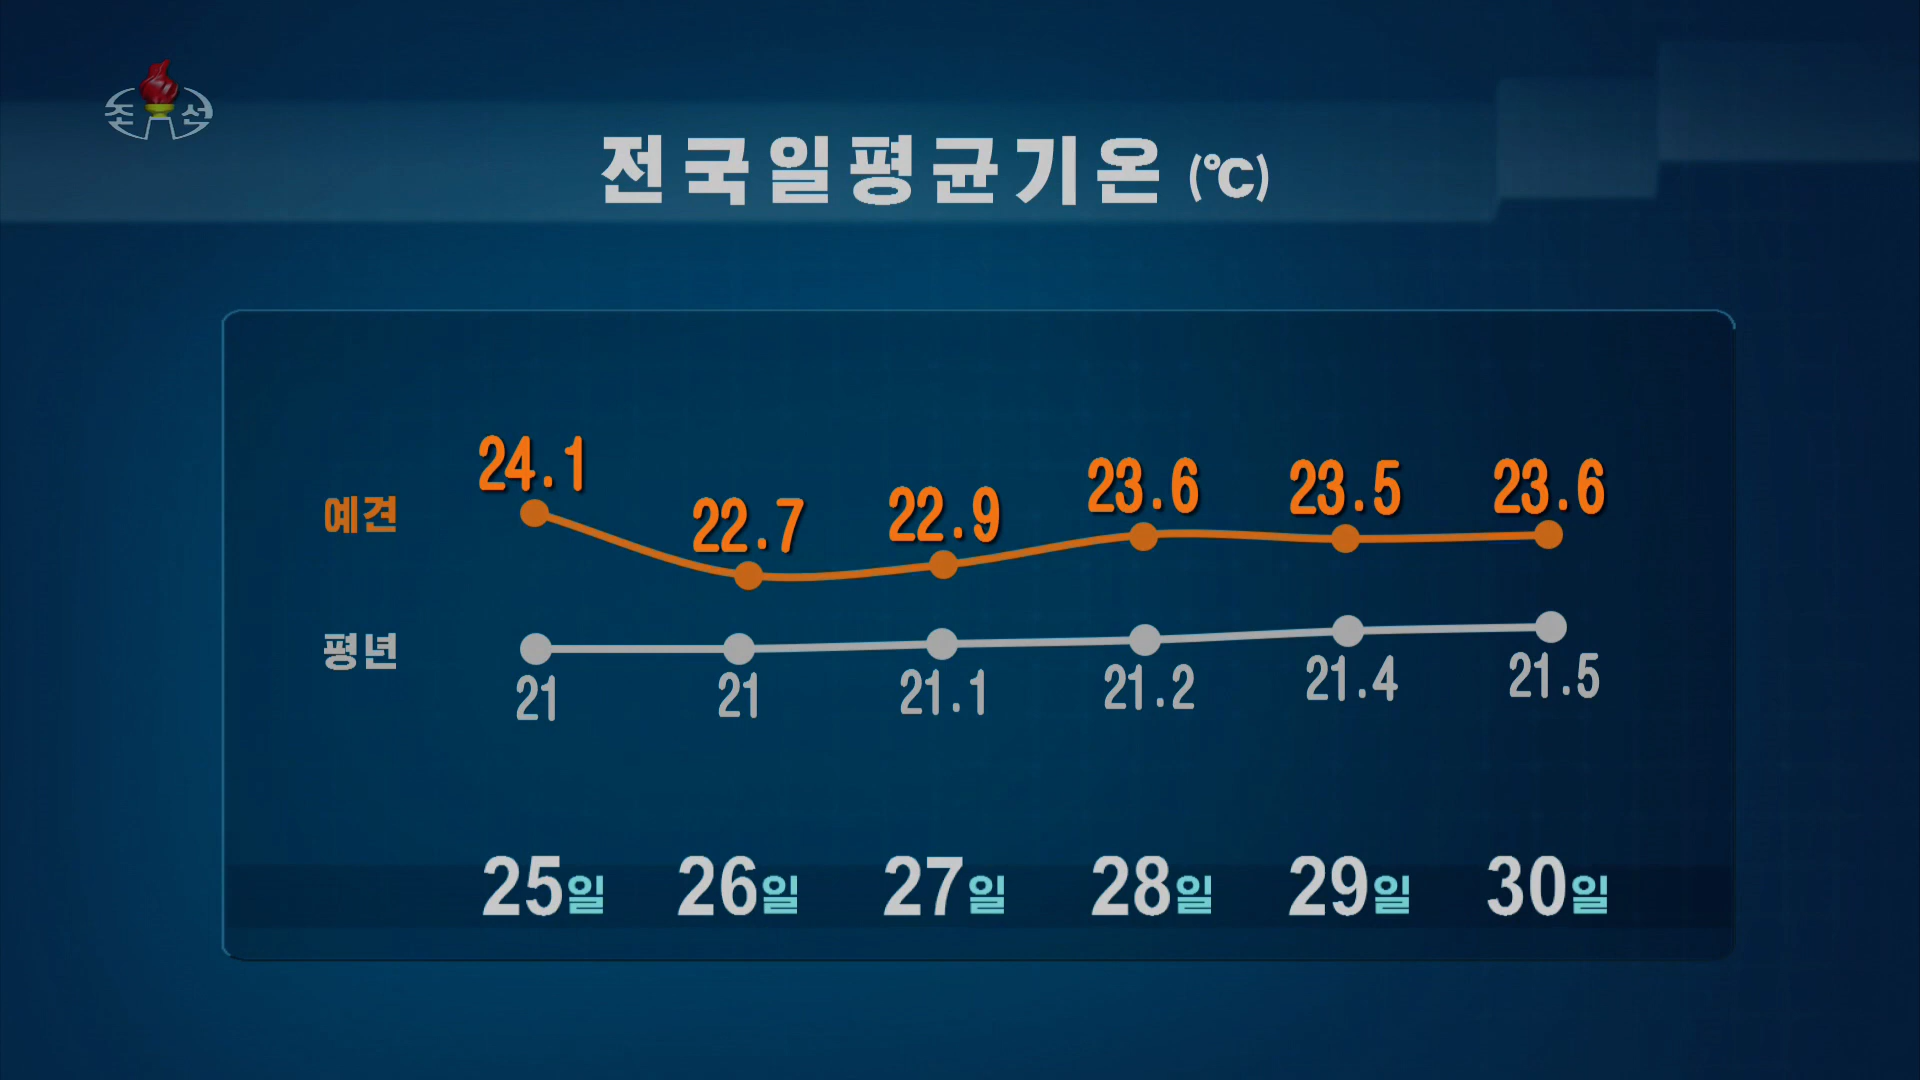 조선
전국일평균기온 (℃)
예견 24.1 22.7 22.9 23.6 23.5 23.6
평년 21 21 21.1 21.2 21.4 21.5
25일 26일 27일 28일 29일 30일